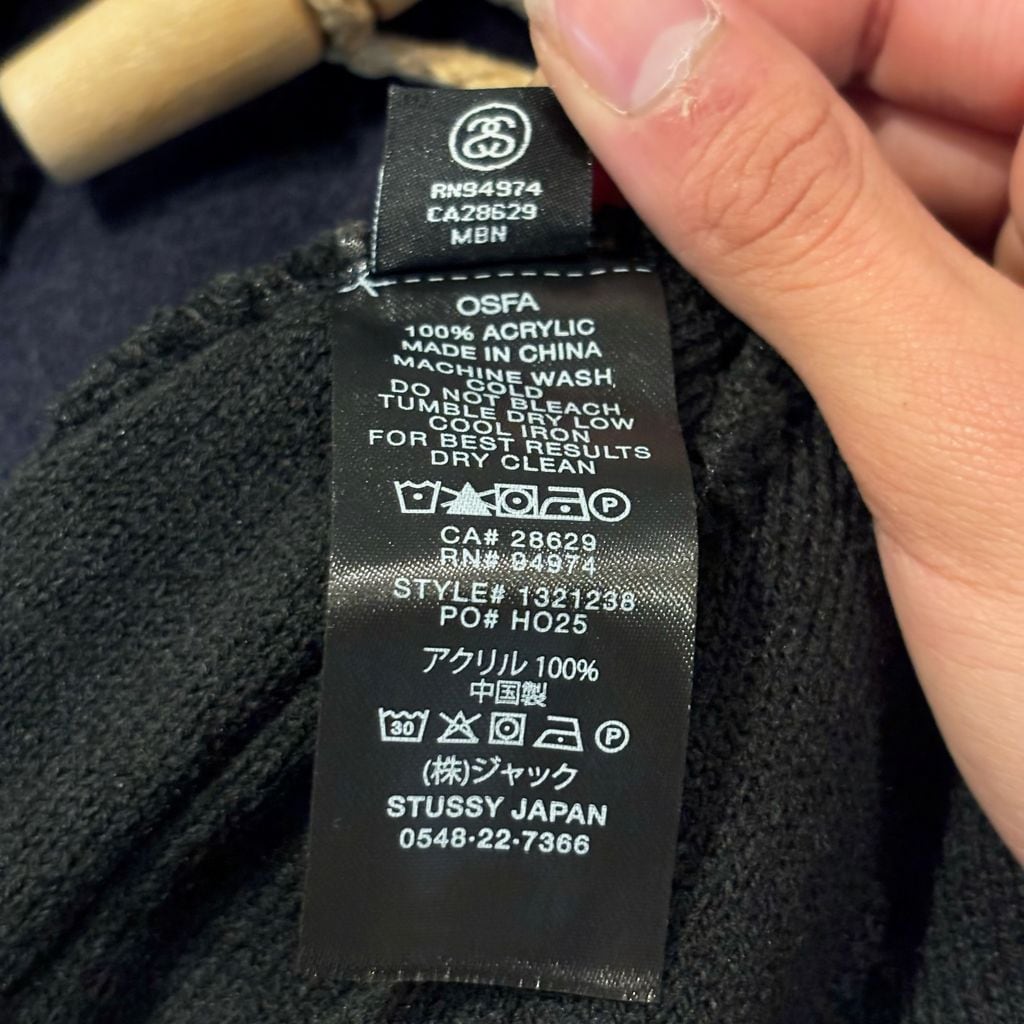 RN94974
CA28629
MBN
OSFA
100% ACRYLIC
MADE IN CHINA
MACHINE WASH
COLD
DO NOT BLEACH
TUMBLE DRY LOW
COOL IRON
FOR BEST RESULTS
DRY CLEAN
P
CA# 28629
RN# 94974
STYLE# 1321238
PO# HO25
アクリル 100%
中国製
30 P
(株)ジャック
STUSSY JAPAN
0548·22·7366